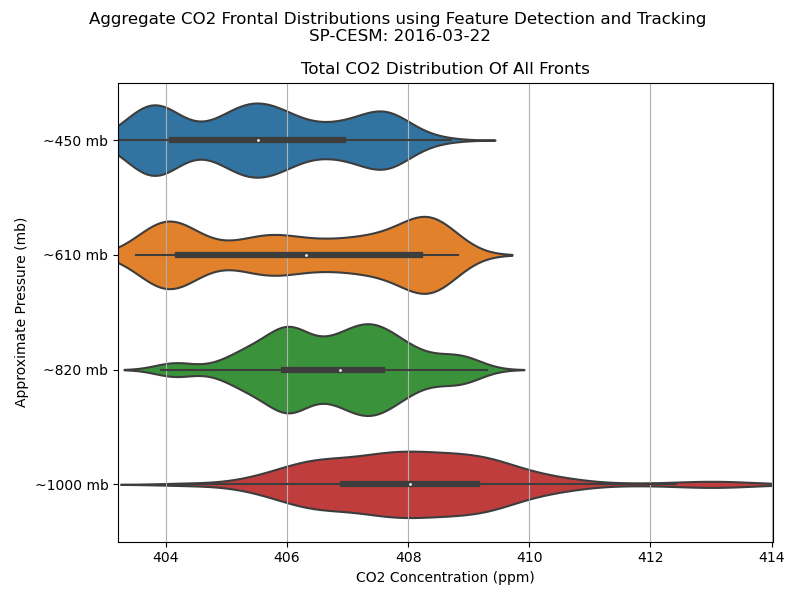 Aggregate CO2 Frontal Distributions using Feature Detection and Tracking
SP-CESM: 2016-03-22
Total CO2 Distribution Of All Fronts
Approximate Pressure (mb)
~450 mb
~610 mb
~820 mb
~1000 mb
404 406 408 410 412 414
CO2 Concentration (ppm)